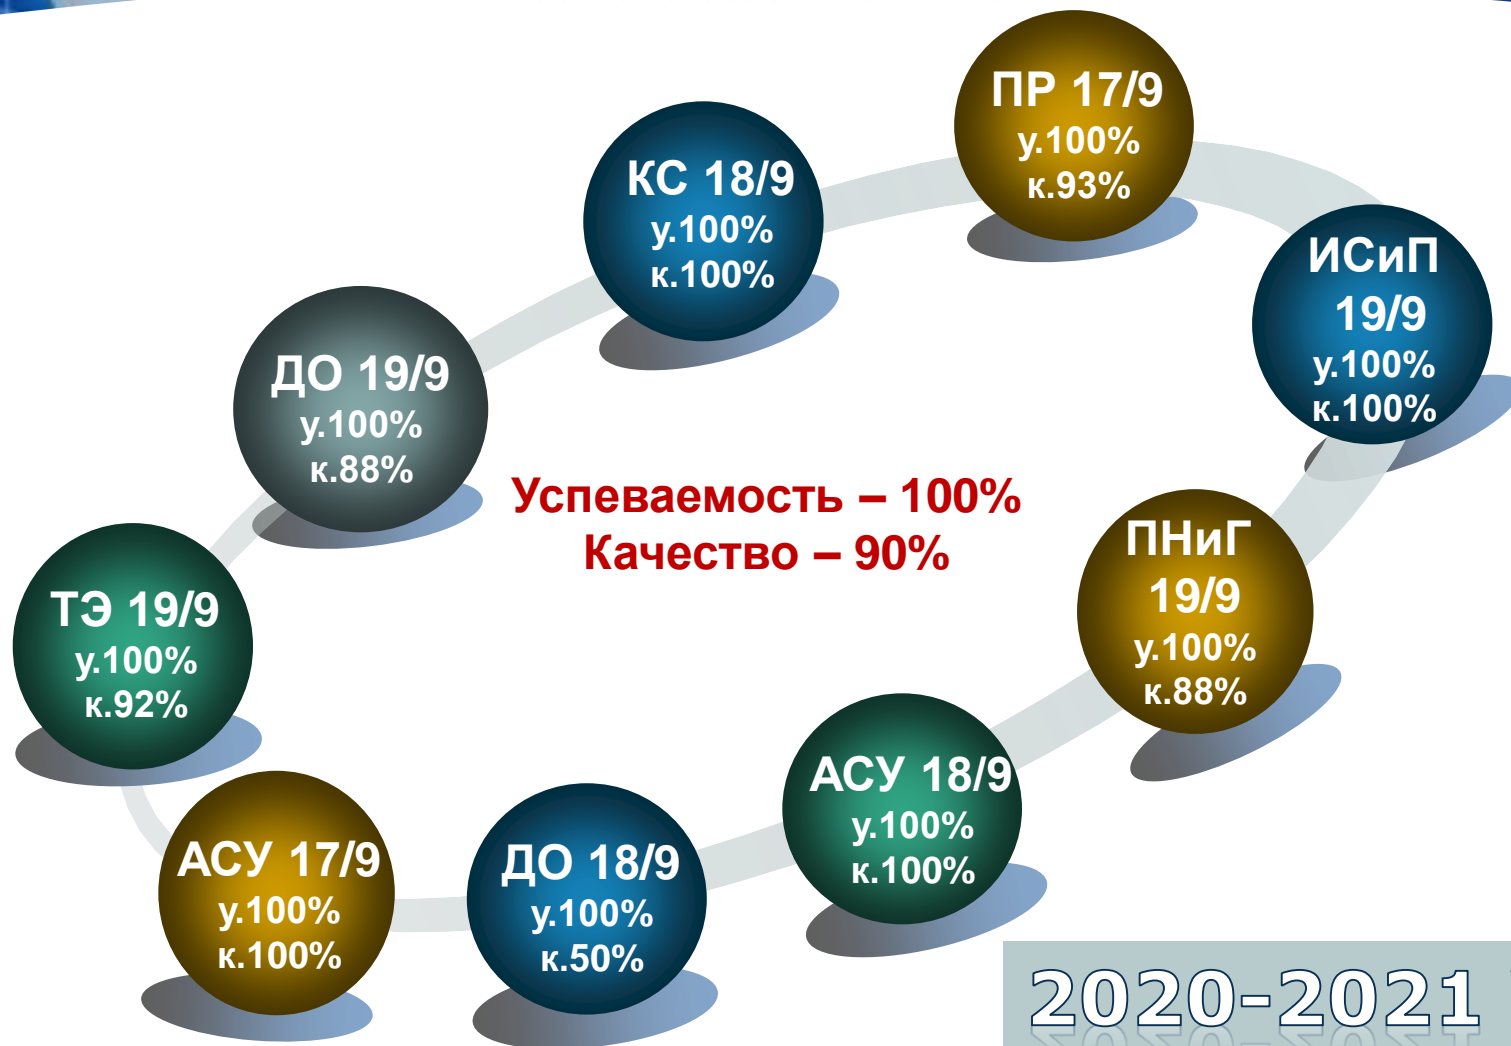 ПР 17/9
у.100%
к.93%
КС 18/9
у.100%
к.100%
ИСиП
19/9
у.100%
к.100%
ДО 19/9
у.100%
к.88%
Успеваемость – 100%
Качество – 90%
ПНиГ
19/9
у.100%
к.88%
ТЭ 19/9
у.100%
к.92%
АСУ 18/9
у.100%
к.100%
АСУ 17/9
у.100%
к.100%
ДО 18/9
у.100%
к.50%
2020-2021